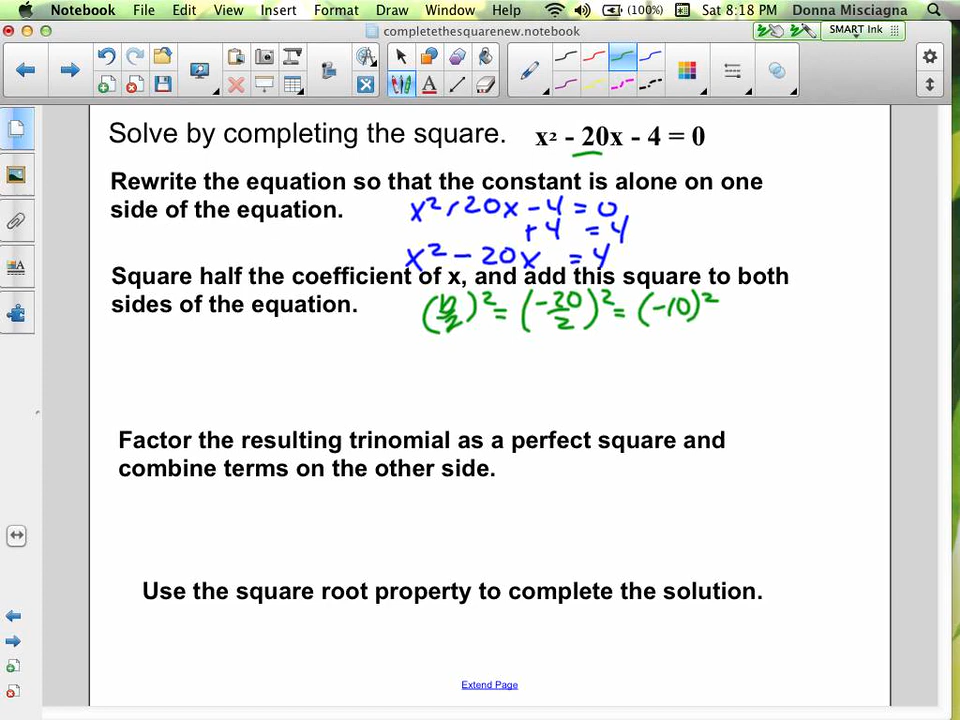 Notebook File Edit View Insert Format Draw Window Help (100%) Sat 8:18 PM Donna Misciagna
completethesquarenew.notebook
SMART Ink
Solve by completing the square. x² - 20x - 4 = 0
Rewrite the equation so that the constant is alone on one
side of the equation.
x² - 20x - 4 = 0
+ 4 = 4
x² - 20x = 4
Square half the coefficient of x, and add this square to both
sides of the equation.
(b/2)² = (-20/2)² = (-10)²
Factor the resulting trinomial as a perfect square and
combine terms on the other side.
Use the square root property to complete the solution.
Extend Page